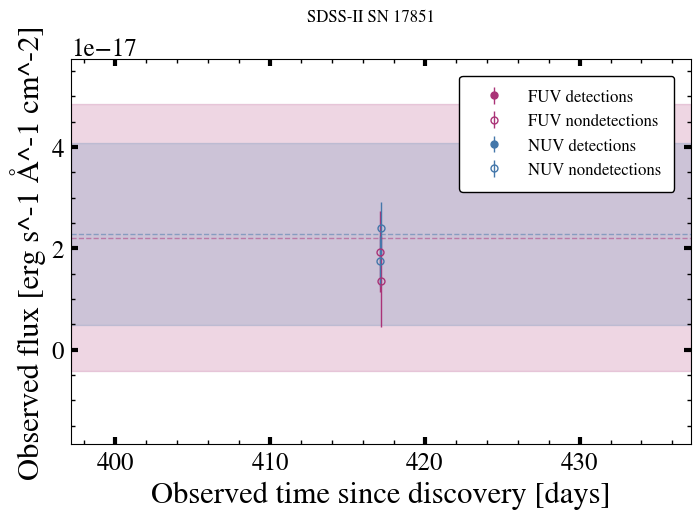 SDSS-II SN 17851
1e−17
FUV detections
FUV nondetections
NUV detections
NUV nondetections
4
2
0
Observed flux [erg s^-1 Å^-1 cm^-2]
400 410 420 430
Observed time since discovery [days]